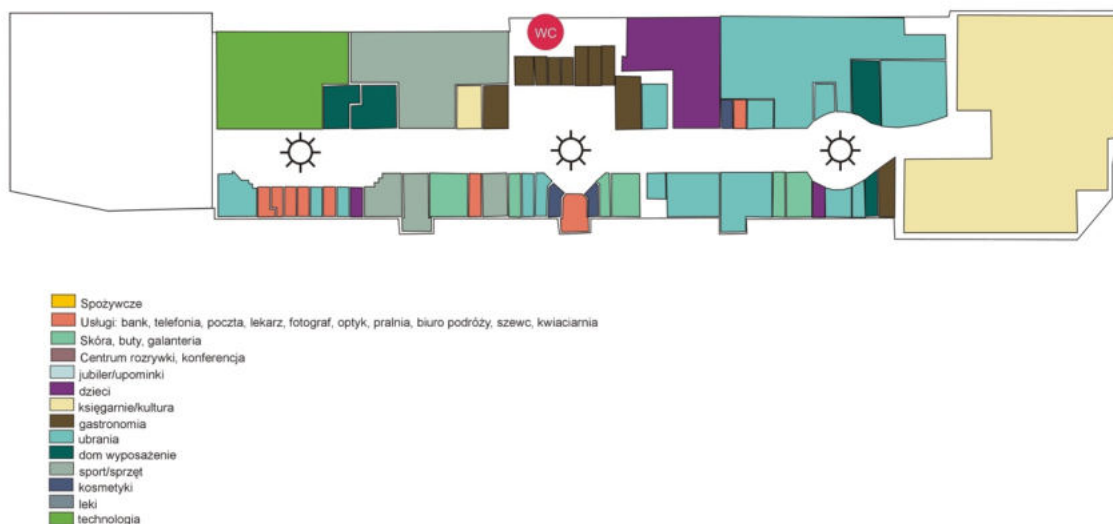 WC
Spożywcze
Usługi: bank, telefonia, poczta, lekarz, fotograf, optyk, pralnia, biuro podróży, szewc, kwiaciarnia
Skóra, buty, galanteria
Centrum rozrywki, konferencja
jubiler/upominki
dzieci
księgarnie/kultura
gastronomia
ubrania
dom wyposażenie
sport/sprzęt
kosmetyki
leki
technologia